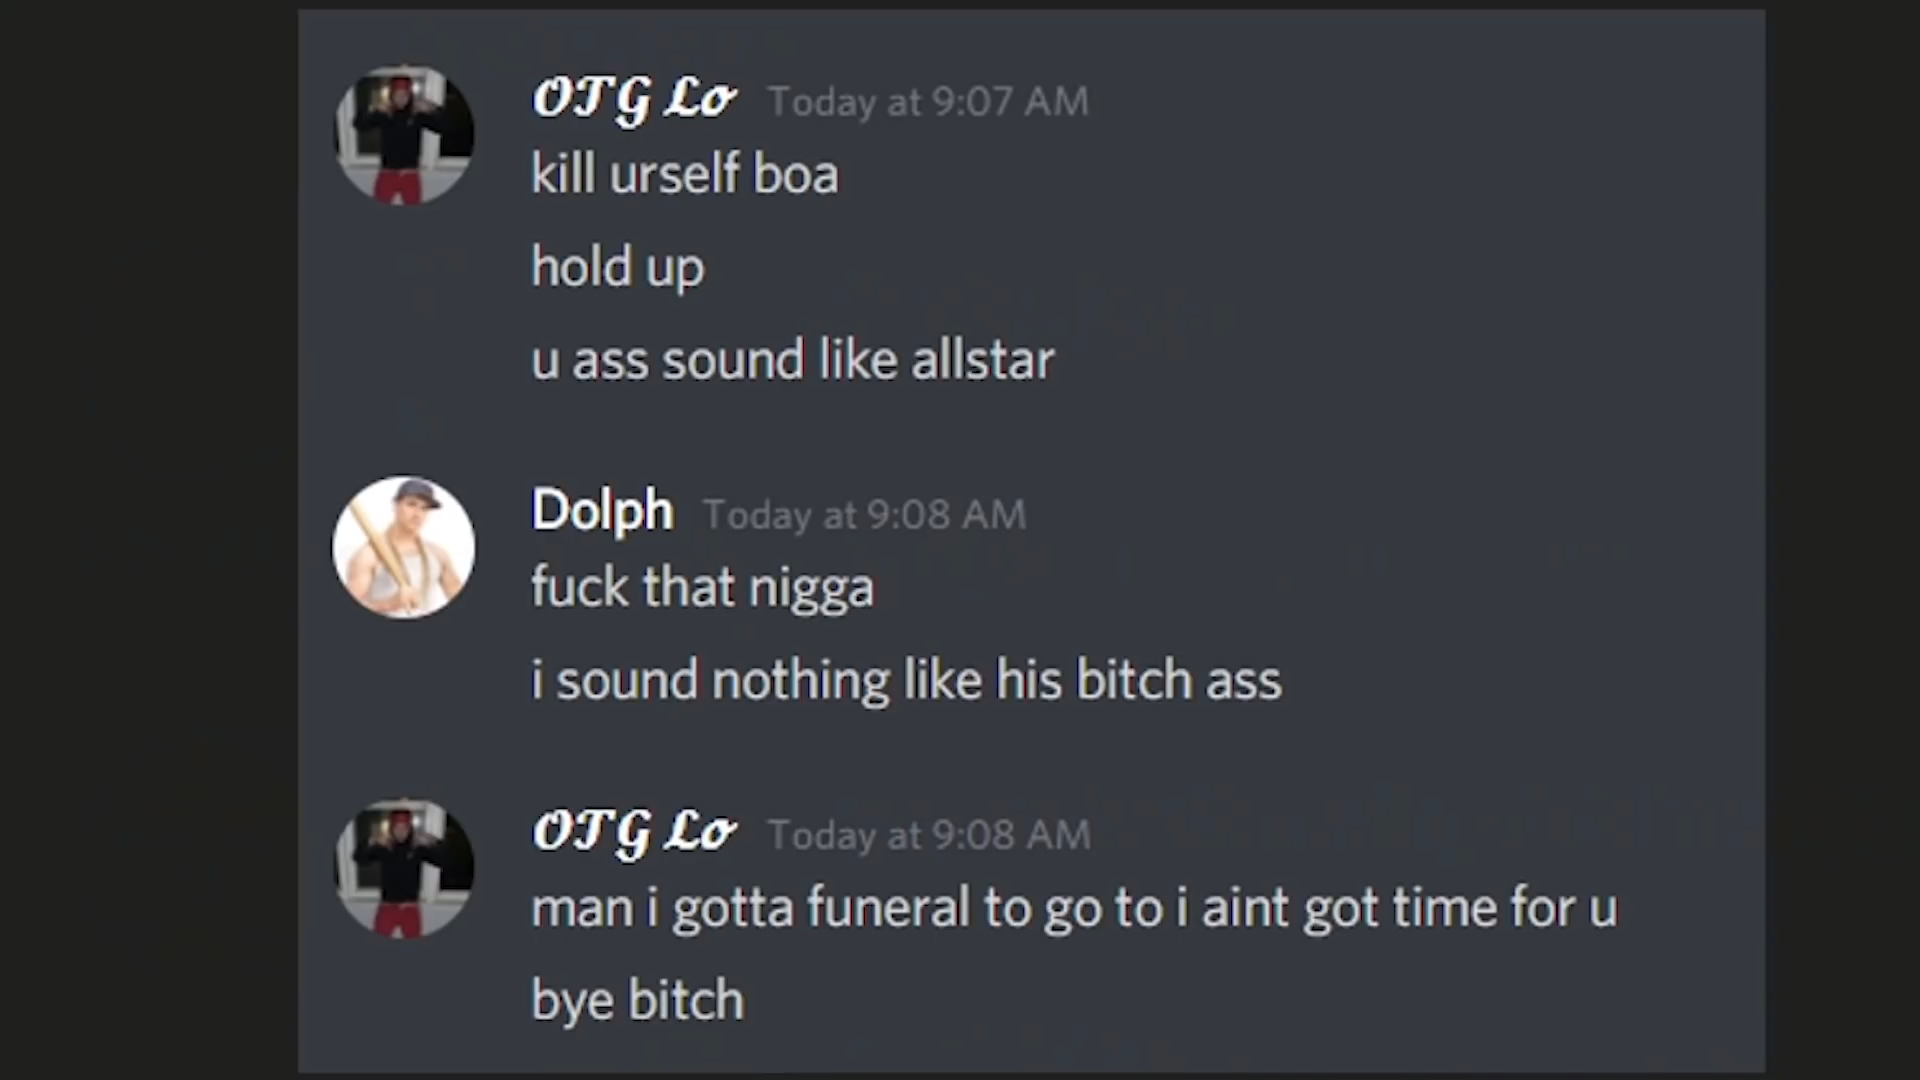 𝓞𝓣𝓖 𝓛𝓸 Today at 9:07 AM
kill urself boa
hold up
u ass sound like allstar
Dolph Today at 9:08 AM
fuck that nigga
i sound nothing like his bitch ass
𝓞𝓣𝓖 𝓛𝓸 Today at 9:08 AM
man i gotta funeral to go to i aint got time for u
bye bitch